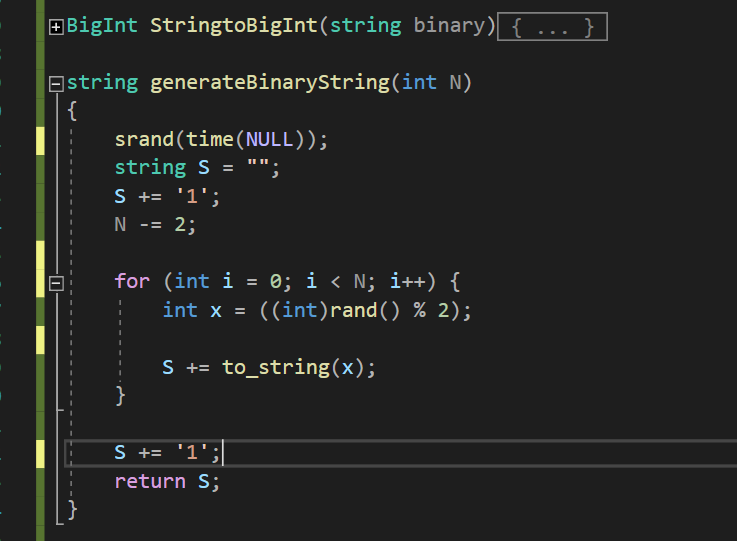 BigInt StringtoBigInt(string binary){ ... }
string generateBinaryString(int N)
{
srand(time(NULL));
string S = "";
S += '1';
N -= 2;
for (int i = 0; i < N; i++) {
int x = ((int)rand() % 2);
S += to_string(x);
}
S += '1';
return S;
}